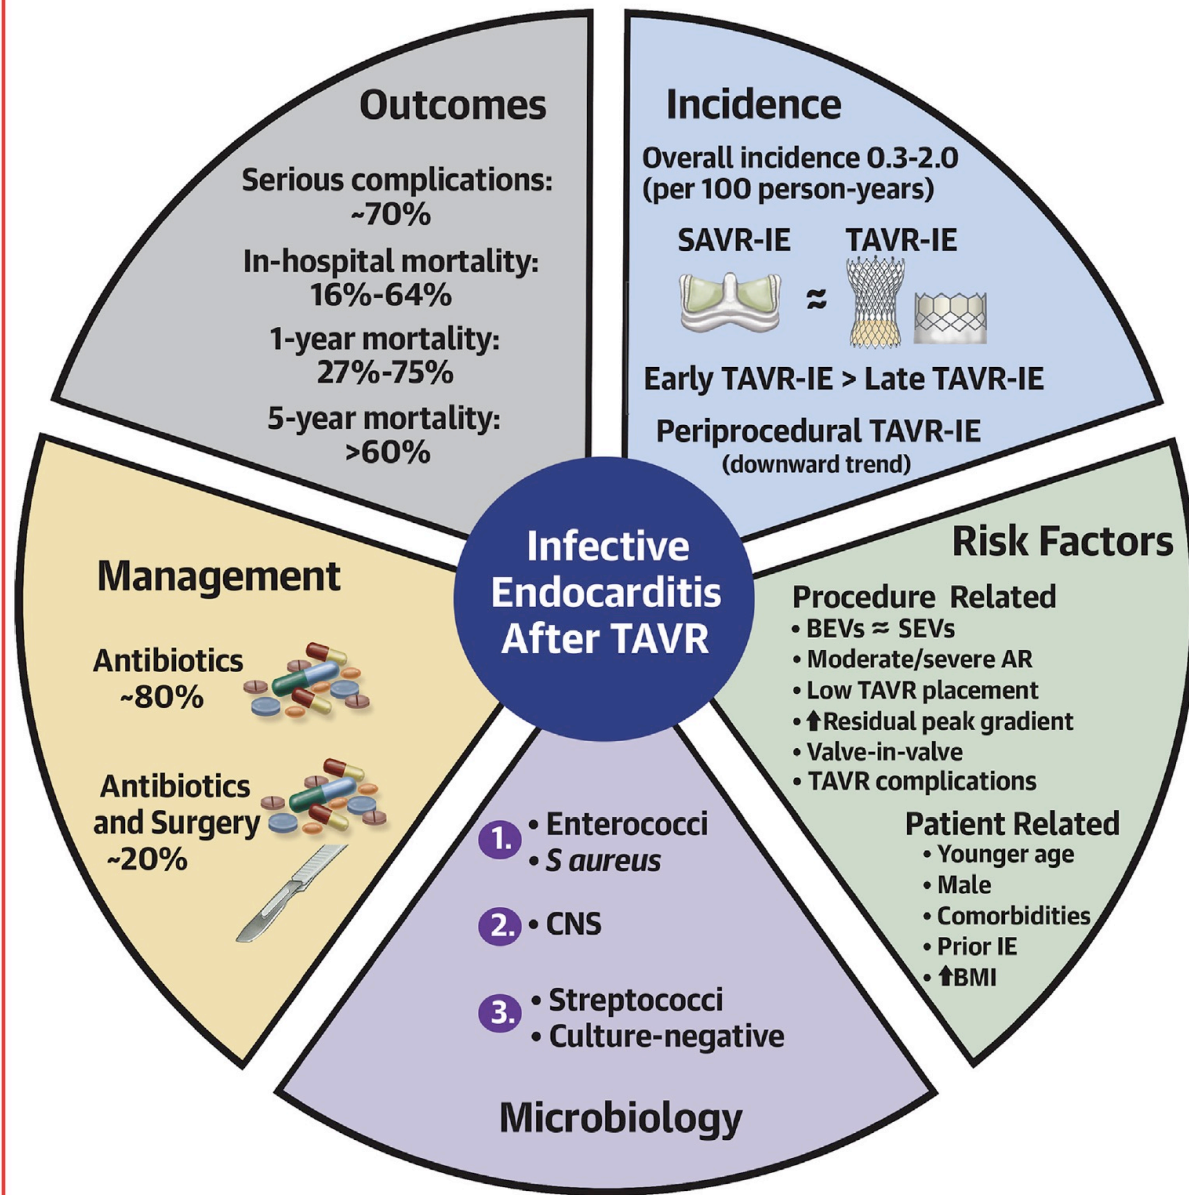 Outcomes
Serious complications:
~70%
In-hospital mortality:
16%-64%
1-year mortality:
27%-75%
5-year mortality:
>60%
Incidence
Overall incidence 0.3-2.0
(per 100 person-years)
SAVR-IE TAVR-IE
≈
Early TAVR-IE > Late TAVR-IE
Periprocedural TAVR-IE
(downward trend)
Infective
Endocarditis
After TAVR
Risk Factors
Procedure Related
• BEVs ≈ SEVs
• Moderate/severe AR
• Low TAVR placement
• ⬆Residual peak gradient
• Valve-in-valve
• TAVR complications
Patient Related
• Younger age
• Male
• Comorbidities
• Prior IE
• ⬆BMI
Management
Antibiotics
~80%
Antibiotics
and Surgery
~20%
1. • Enterococci
• S aureus
2. • CNS
3. • Streptococci
• Culture-negative
Microbiology